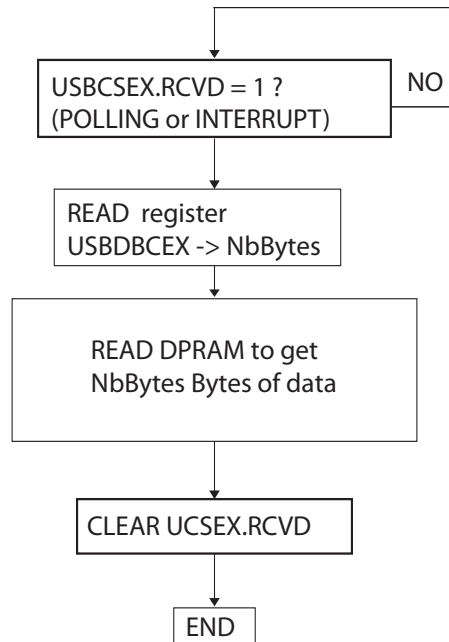 USBCSEX.RCVD = 1 ?
(POLLING or INTERRUPT)
NO
READ register
USBDBCEX -> NbBytes
READ DPRAM to get
NbBytes Bytes of data
CLEAR UCSEX.RCVD
END